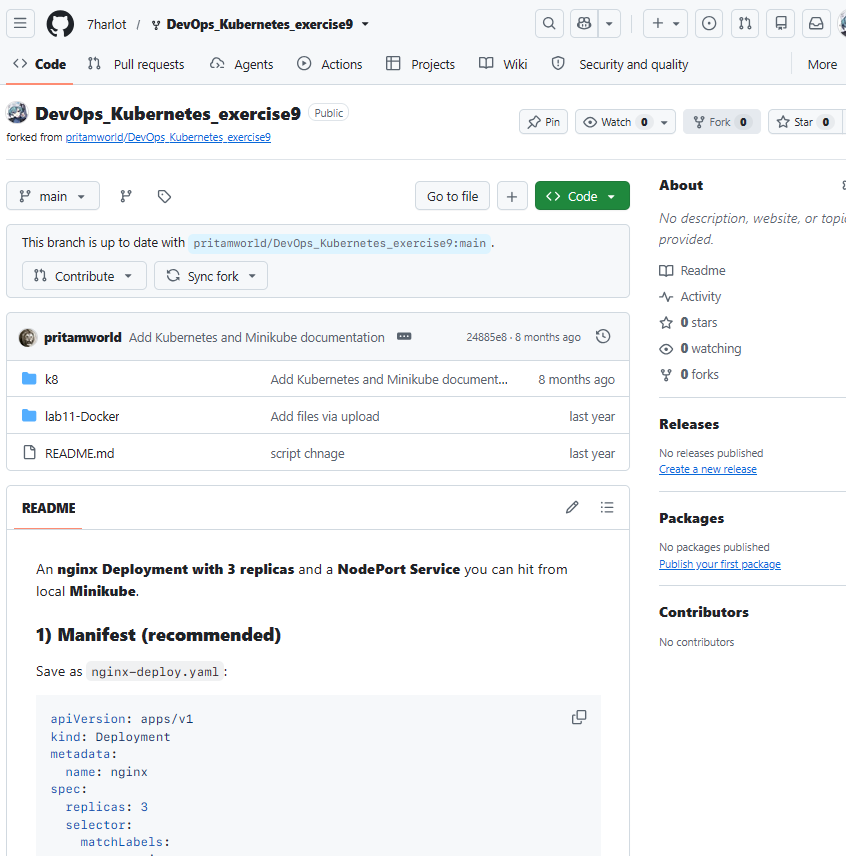 7harlot / DevOps_Kubernetes_exercise9
Code Pull requests Agents Actions Projects Wiki Security and quality More
DevOps_Kubernetes_exercise9 Public
forked from pritamworld/DevOps_Kubernetes_exercise9
Pin Watch 0 Fork 0 Star 0
main Go to file Code
This branch is up to date with pritamworld/DevOps_Kubernetes_exercise9:main .
Contribute Sync fork
pritamworld Add Kubernetes and Minikube documentation 24885e8 · 8 months ago
k8 Add Kubernetes and Minikube document... 8 months ago
lab11-Docker Add files via upload last year
README.md script chnage last year
README
An nginx Deployment with 3 replicas and a NodePort Service you can hit from
local Minikube.
1) Manifest (recommended)
Save as nginx-deploy.yaml :
apiVersion: apps/v1
kind: Deployment
metadata:
name: nginx
spec:
replicas: 3
selector:
matchLabels:
About
No description, website, or topic
provided.
Readme
Activity
0 stars
0 watching
0 forks
Releases
No releases published
Create a new release
Packages
No packages published
Publish your first package
Contributors
No contributors